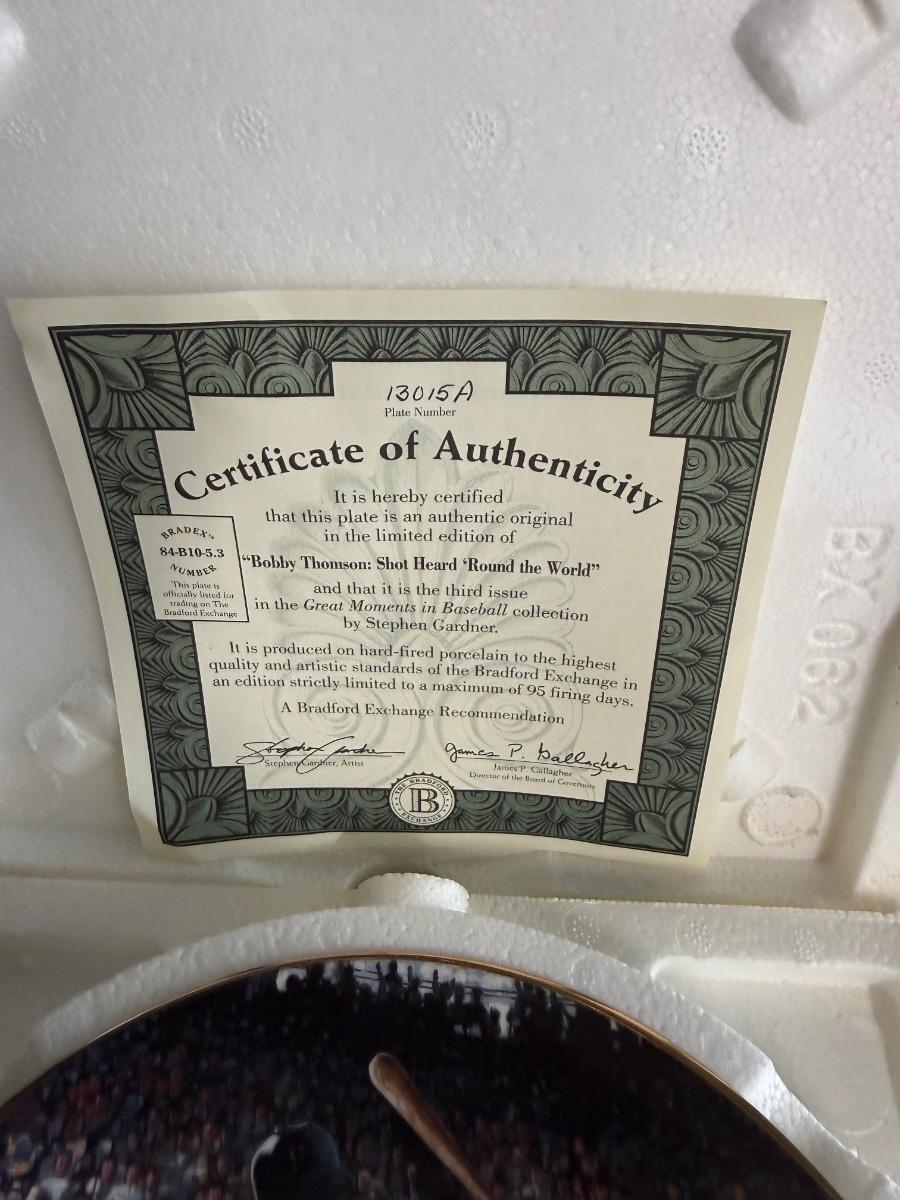 13015A
Plate Number
Certificate of Authenticity
It is hereby certified
that this plate is an authentic original
in the limited edition of
"Bobby Thomson: Shot Heard 'Round the World"
and that it is the third issue
in the Great Moments in Baseball collection
by Stephen Gardner.
BRADEX™
84-B10-5.3
NUMBER
This plate is
officially listed for
trading on The
Bradford Exchange
It is produced on hard-fired porcelain to the highest
quality and artistic standards of the Bradford Exchange in
an edition strictly limited to a maximum of 95 firing days.
A Bradford Exchange Recommendation
Stephen Gardner
Stephen Gardner, Artist
James P. Gallagher
James P. Gallagher
Director of the Board of Governors
THE BRADFORD
B
EXCHANGE
BX 062